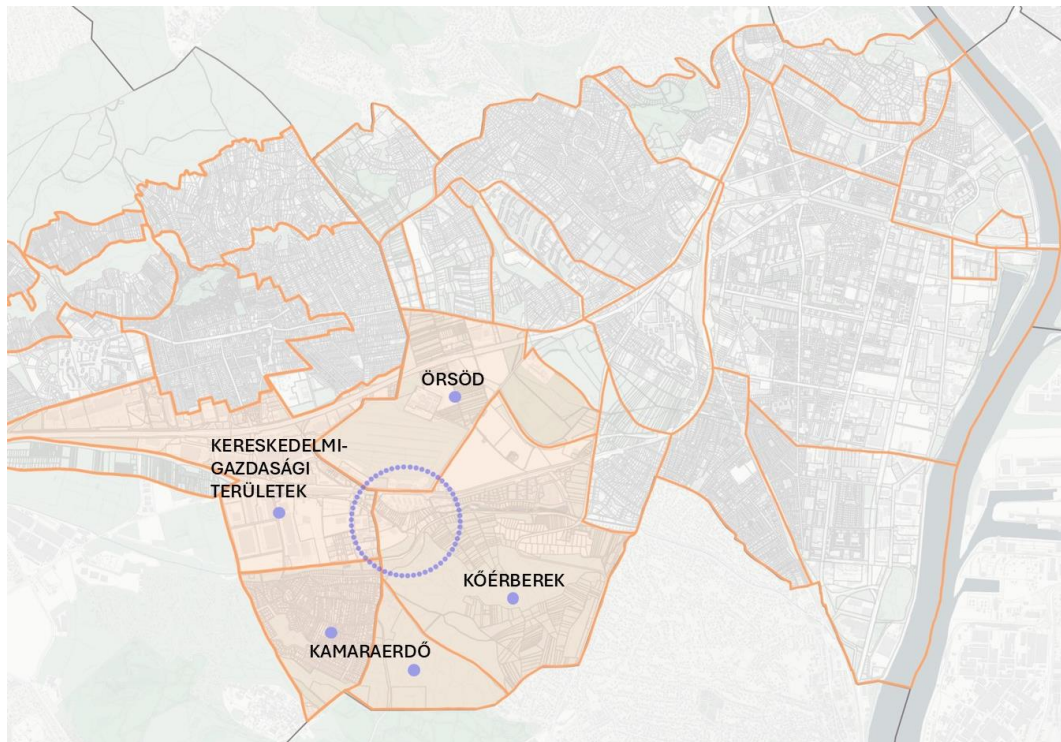 ÖRSÖD
KERESKEDELMI-
GAZDASÁGI
TERÜLETEK
KŐÉRBEREK
KAMARAERDŐ